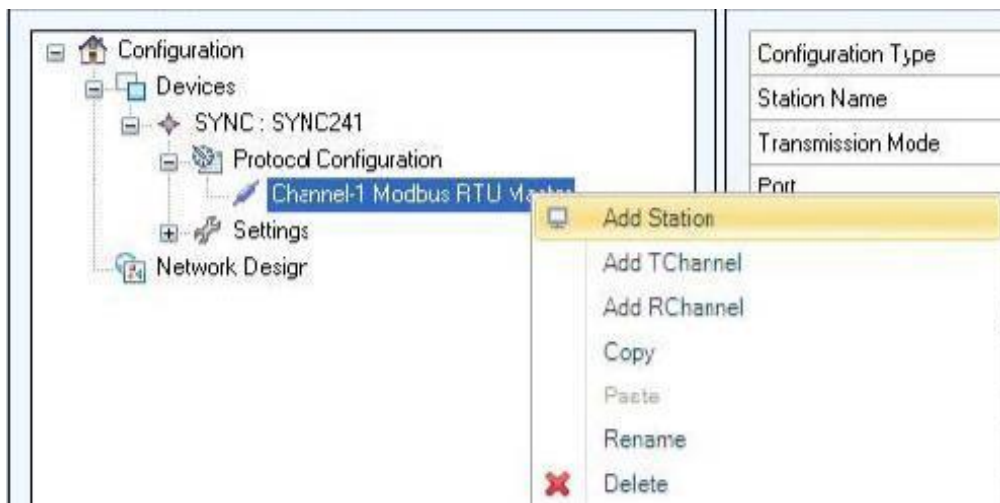 Configuration
Devices
SYNC : SYNC241
Protocol Configuration
Channel-1 Modbus RTU
Settings
Network Design
Configuration Type
Station Name
Transmission Mode
Port
Add Station
Add TChannel
Add RChannel
Copy
Paste
Rename
Delete